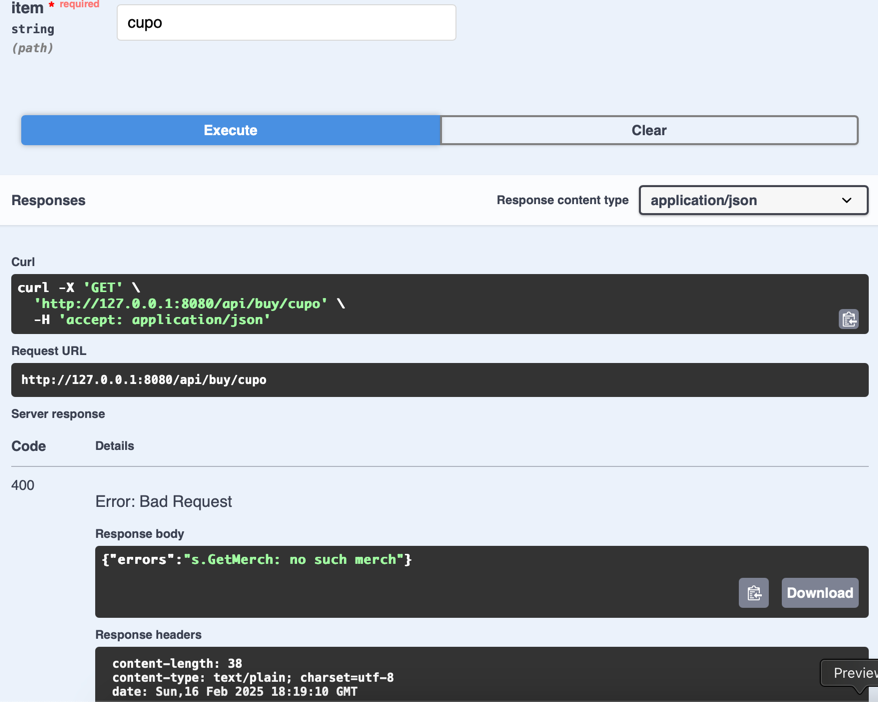 item * required
string
(path)
cupo
Execute
Clear
Responses
Response content type
application/json
Curl
curl -X 'GET' \
'http://127.0.0.1:8080/api/buy/cupo' \
-H 'accept: application/json'
Request URL
http://127.0.0.1:8080/api/buy/cupo
Server response
Code Details
400
Error: Bad Request
Response body
{"errors":"s.GetMerch: no such merch"}
Download
Response headers
content-length: 38
content-type: text/plain; charset=utf-8
date: Sun,16 Feb 2025 18:19:10 GMT
Preview